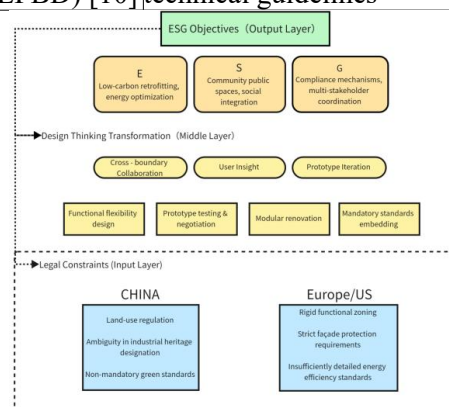 EPBD) [10] technical guidelines
ESG Objectives（Output Layer）
E
Low-carbon retrofitting,
energy optimization
S
Community public
spaces, social
integration
G
Compliance mechanisms,
multi-stakeholder
coordination
Design Thinking Transformation（Middle Layer）
Cross - boundary
Collaboration
User Insight
Prototype Iteration
Functional flexibility
design
Prototype testing &
negotiation
Modular renovation
Mandatory standards
embedding
Legal Constraints (Input Layer)
CHINA
Land-use regulation
Ambiguity in industrial heritage
designation
Non-mandatory green standards
Europe/US
Rigid functional zoning
Strict façade protection
requirements
Insufficiently detailed energy
efficiency standards